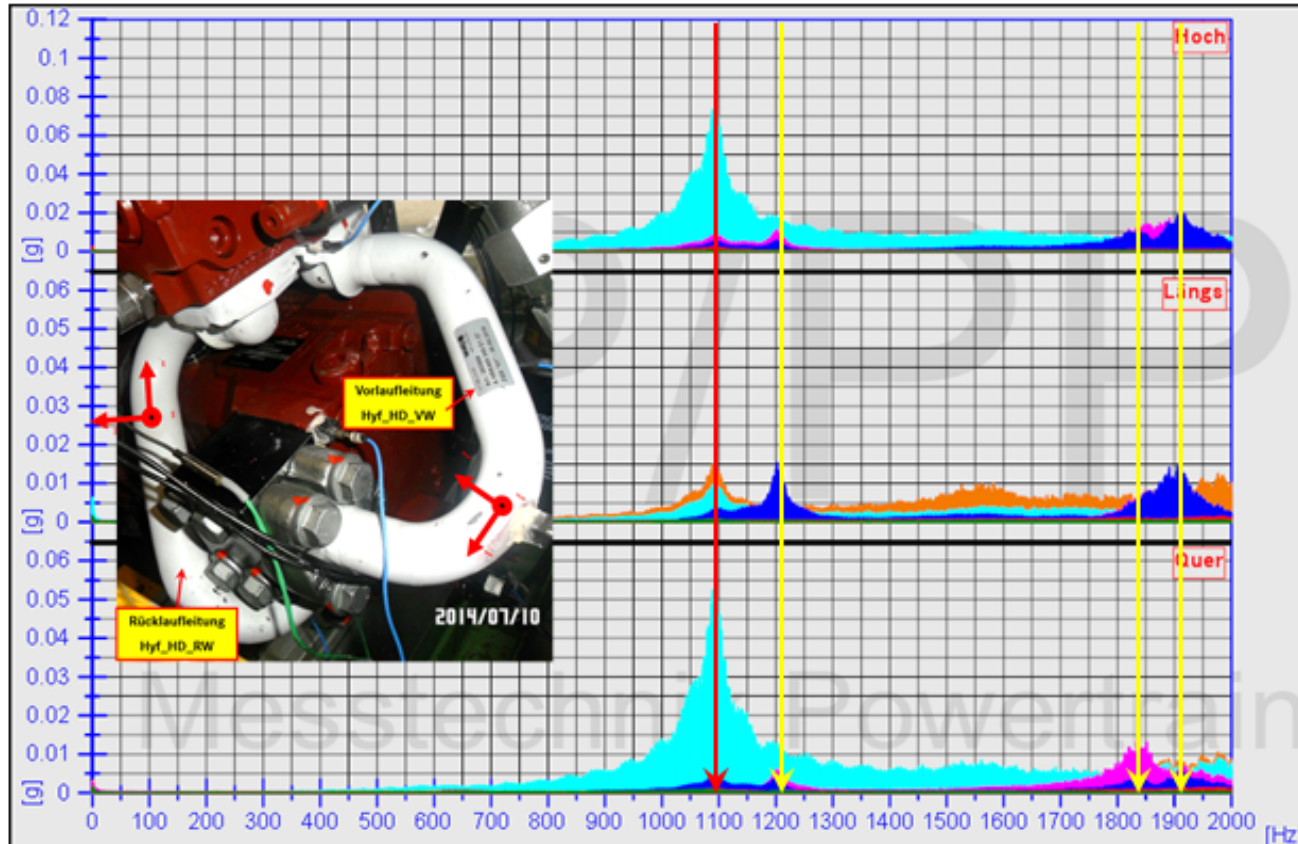 0.12
0.1
0.08
0.06
0.04
0.02
0
[g]
Hoch
0.06
0.05
0.04
0.03
0.02
0.01
0
[g]
Längs
0.06
0.05
0.04
0.03
0.02
0.01
0
[g]
Quer
Vorlaufleitung
Hyf_HD_VW
Rücklaufleitung
Hyf_HD_RW
2014/07/10
Messtechnik Powertrain
0 100 200 300 400 500 600 700 800 900 1000 1100 1200 1300 1400 1500 1600 1700 1800 1900 2000
[Hz]